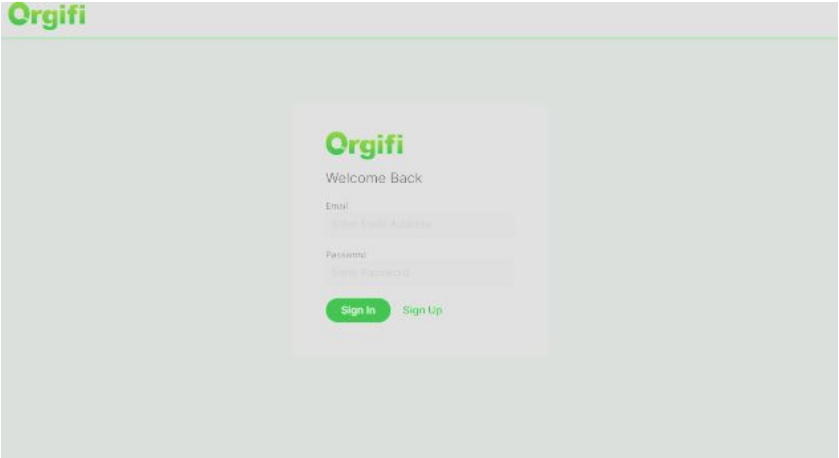 Orgifi
Orgifi
Welcome Back
Email
Enter Email Address
Password
Enter Password
Sign In Sign Up